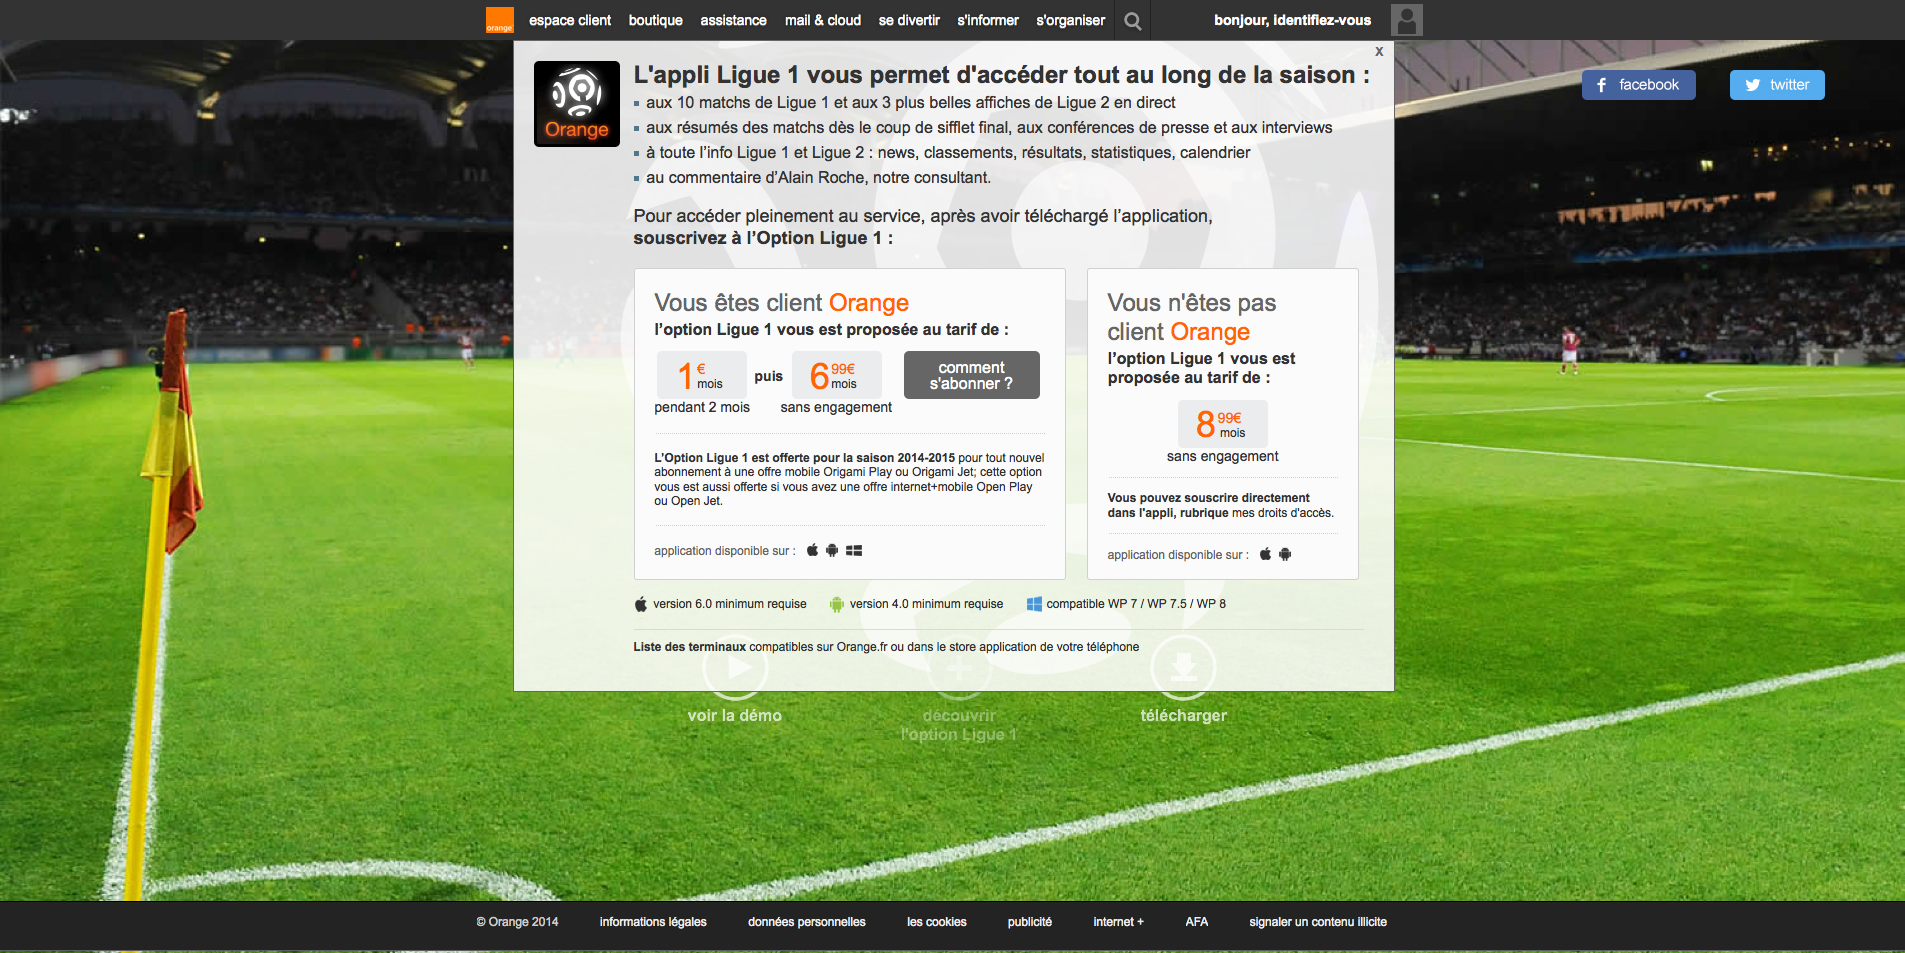 orange
espace client boutique assistance mail & cloud se divertir s'informer s'organiser bonjour, identifiez-vous
x
facebook twitter
Orange
L'appli Ligue 1 vous permet d'accéder tout au long de la saison :
aux 10 matchs de Ligue 1 et aux 3 plus belles affiches de Ligue 2 en direct
aux résumés des matchs dès le coup de sifflet final, aux conférences de presse et aux interviews
à toute l'info Ligue 1 et Ligue 2 : news, classements, résultats, statistiques, calendrier
au commentaire d'Alain Roche, notre consultant.
Pour accéder pleinement au service, après avoir téléchargé l'application,
souscrivez à l'Option Ligue 1 :
Vous êtes client Orange
l'option Ligue 1 vous est proposée au tarif de :
1€ mois puis 6 99€ mois
pendant 2 mois sans engagement
comment
s'abonner ?
L'Option Ligue 1 est offerte pour la saison 2014-2015 pour tout nouvel
abonnement à une offre mobile Origami Play ou Origami Jet; cette option
vous est aussi offerte si vous avez une offre internet+mobile Open Play
ou Open Jet.
application disponible sur :
Vous n'êtes pas
client Orange
l'option Ligue 1 vous est
proposée au tarif de :
8 99€ mois
sans engagement
Vous pouvez souscrire directement
dans l'appli, rubrique mes droits d'accès.
application disponible sur :
version 6.0 minimum requise version 4.0 minimum requise compatible WP 7 / WP 7.5 / WP 8
Liste des terminaux compatibles sur Orange.fr ou dans le store application de votre téléphone
voir la démo
découvrir
l'option Ligue 1
télécharger
© Orange 2014 informations légales données personnelles les cookies publicité internet + AFA signaler un contenu illicite